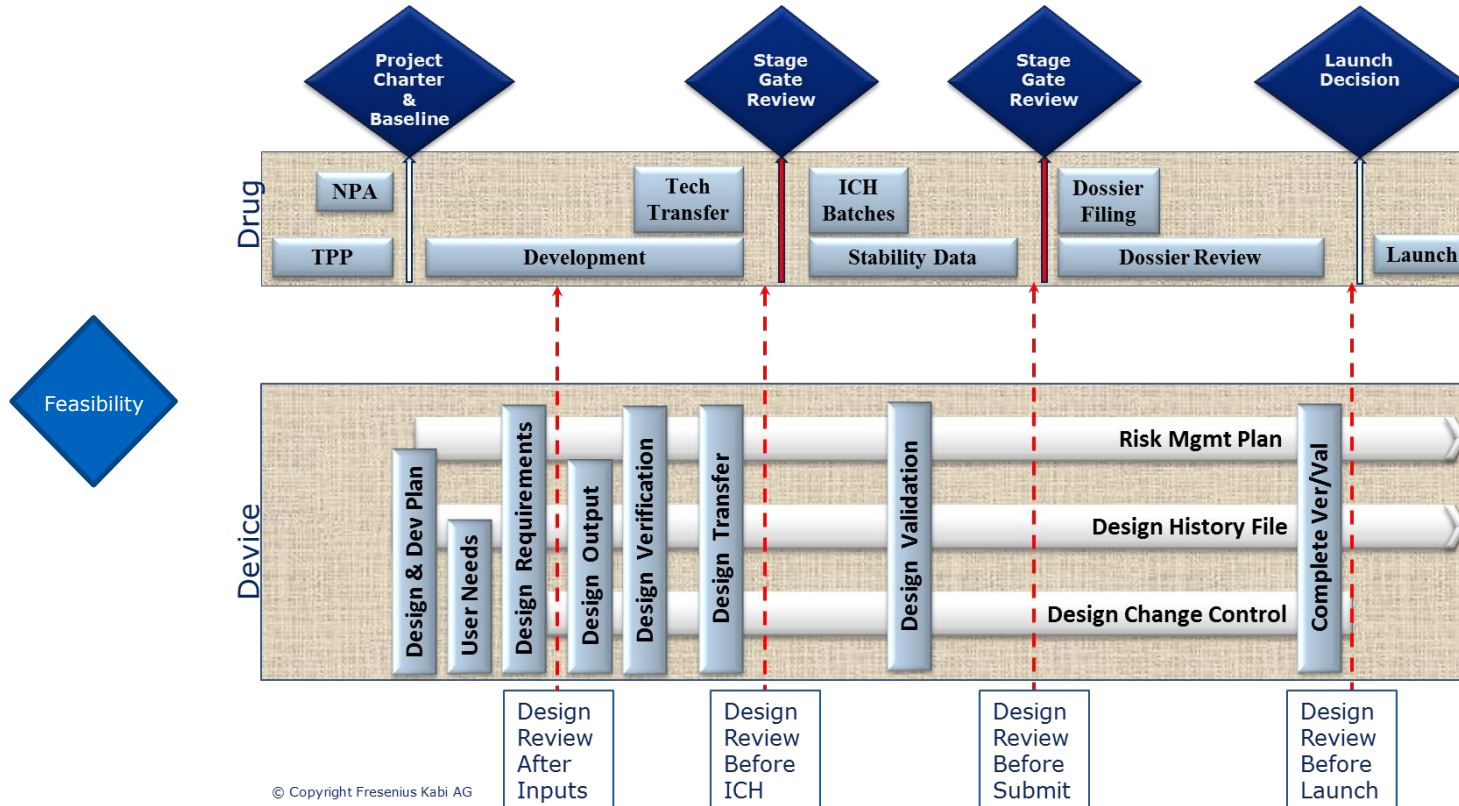 Project
Charter
&
Baseline
Stage
Gate
Review
Stage
Gate
Review
Launch
Decision
Drug
NPA
Tech
Transfer
ICH
Batches
Dossier
Filing
TPP
Development
Stability Data
Dossier Review
Launch
Feasibility
Device
Design & Dev Plan
User Needs
Design Requirements
Design Output
Design Verification
Design Transfer
Design Validation
Complete Ver/Val
Risk Mgmt Plan
Design History File
Design Change Control
Design
Review
After
Inputs
Design
Review
Before
ICH
Design
Review
Before
Submit
Design
Review
Before
Launch
© Copyright Fresenius Kabi AG